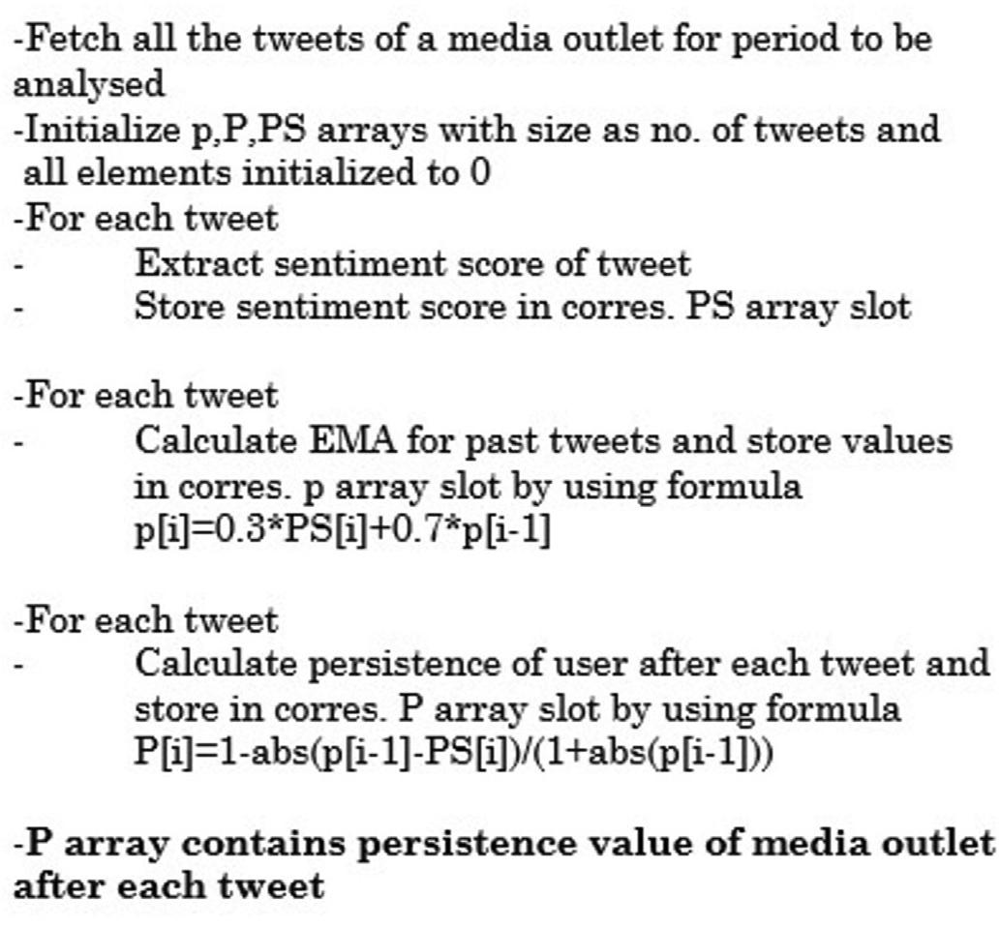 -Fetch all the tweets of a media outlet for period to be
analysed
-Initialize p,P,PS arrays with size as no. of tweets and
all elements initialized to 0
-For each tweet
- Extract sentiment score of tweet
- Store sentiment score in corres. PS array slot
-For each tweet
- Calculate EMA for past tweets and store values
in corres. p array slot by using formula
p[i]=0.3*PS[i]+0.7*p[i-1]
-For each tweet
- Calculate persistence of user after each tweet and
store in corres. P array slot by using formula
P[i]=1-abs(p[i-1]-PS[i])/(1+abs(p[i-1]))
-P array contains persistence value of media outlet
after each tweet